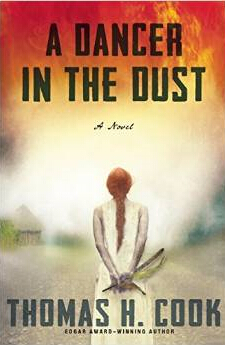 A DANCER
IN THE DUST
A Novel
THOMAS H. COOK
EDGAR AWARD–WINNING AUTHOR